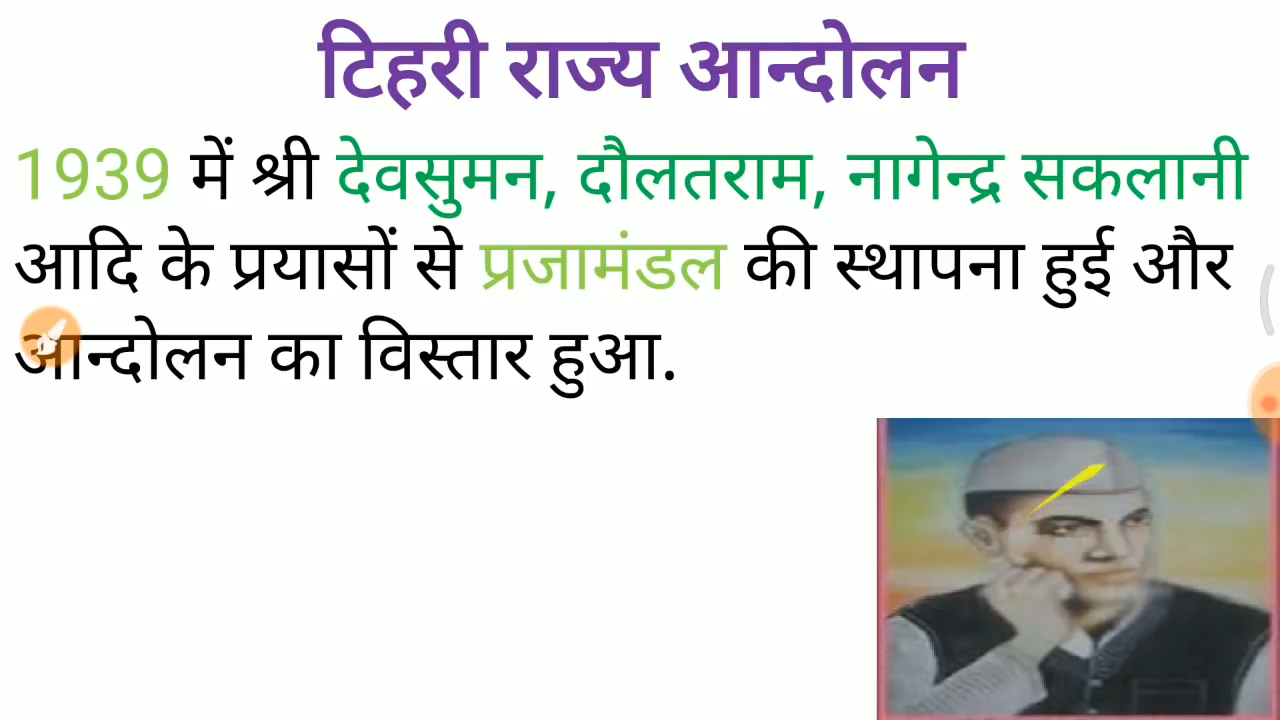 टिहरी राज्य आन्दोलन
1939 में श्री देवसुमन, दौलतराम, नागेन्द्र सकलानी
आदि के प्रयासों से प्रजामंडल की स्थापना हुई और
आन्दोलन का विस्तार हुआ.